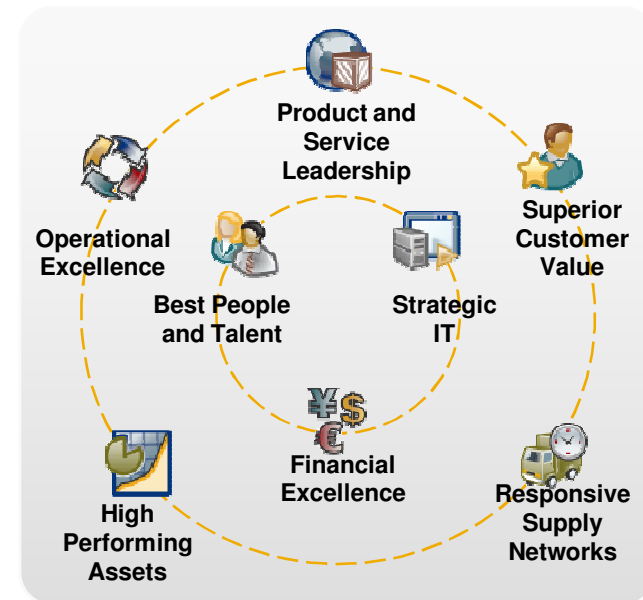 Product and
Service
Leadership
Superior
Customer
Value
Operational
Excellence
Best People
and Talent
Strategic
IT
¥$
€
Financial
Excellence
High
Performing
Assets
Responsive
Supply
Networks